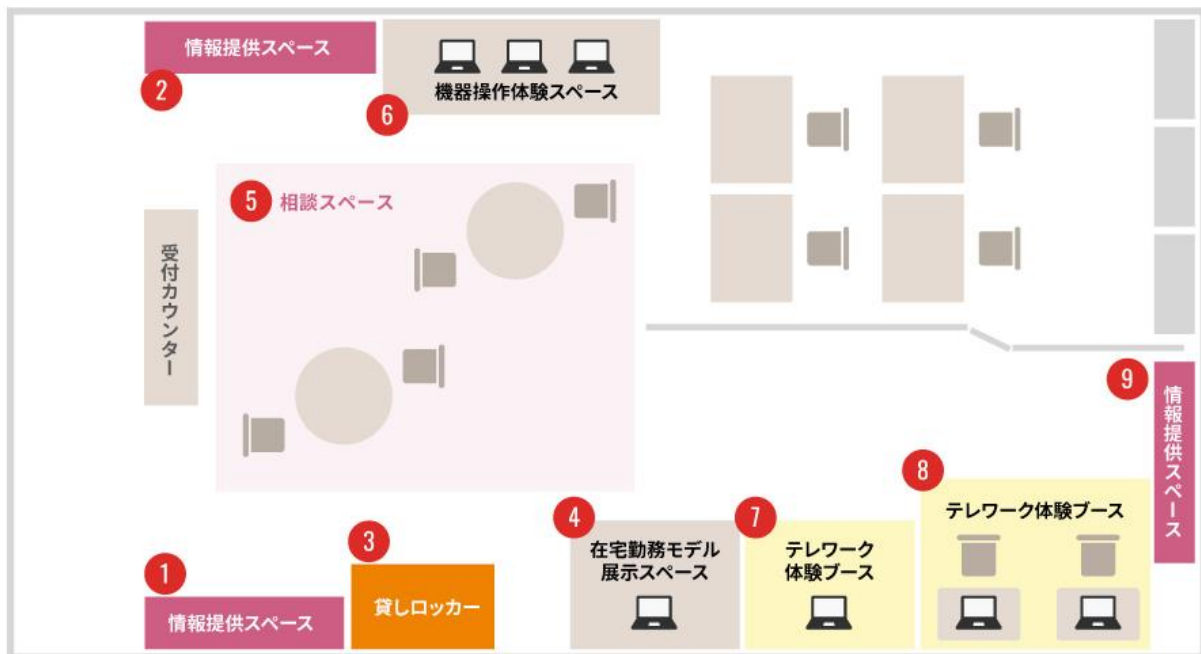 情報提供スペース
2
機器操作体験スペース
6
5
相談スペース
受付カウンター
9
情報提供スペース
8
テレワーク体験ブース
4
在宅勤務モデル
展示スペース
7
テレワーク
体験ブース
3
貸しロッカー
1
情報提供スペース